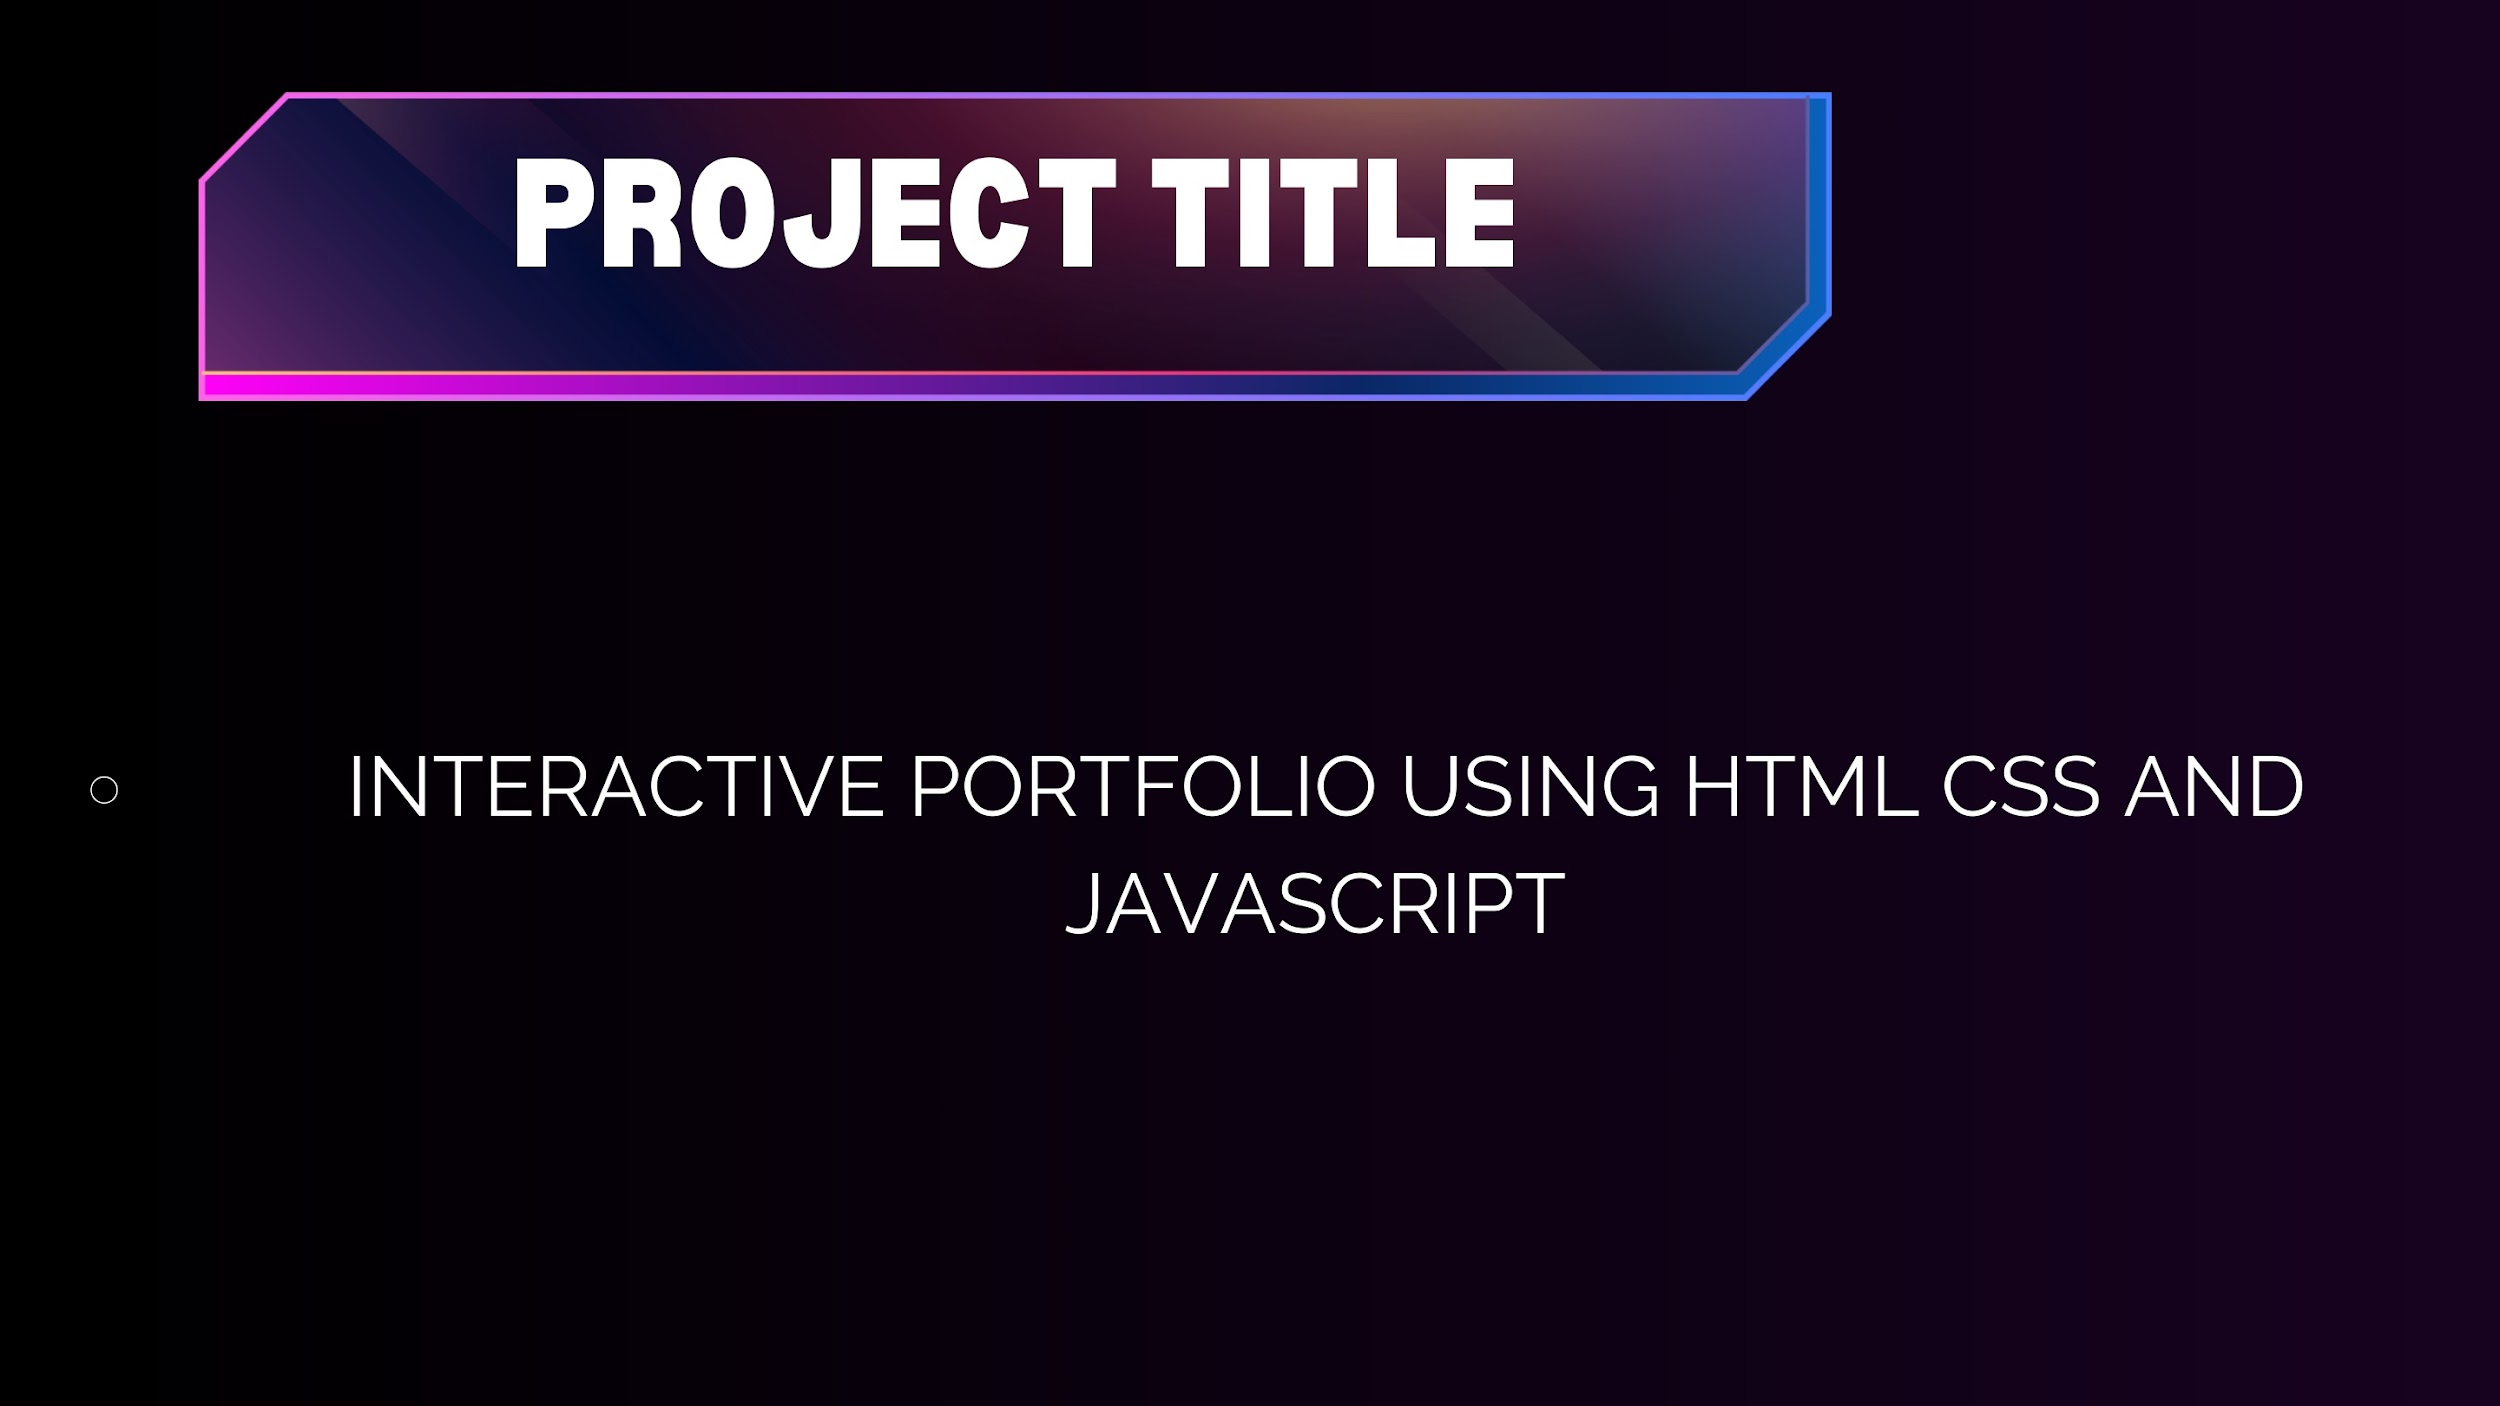 PROJECT TITLE
INTERACTIVE PORTFOLIO USING HTML CSS AND
JAVASCRIPT